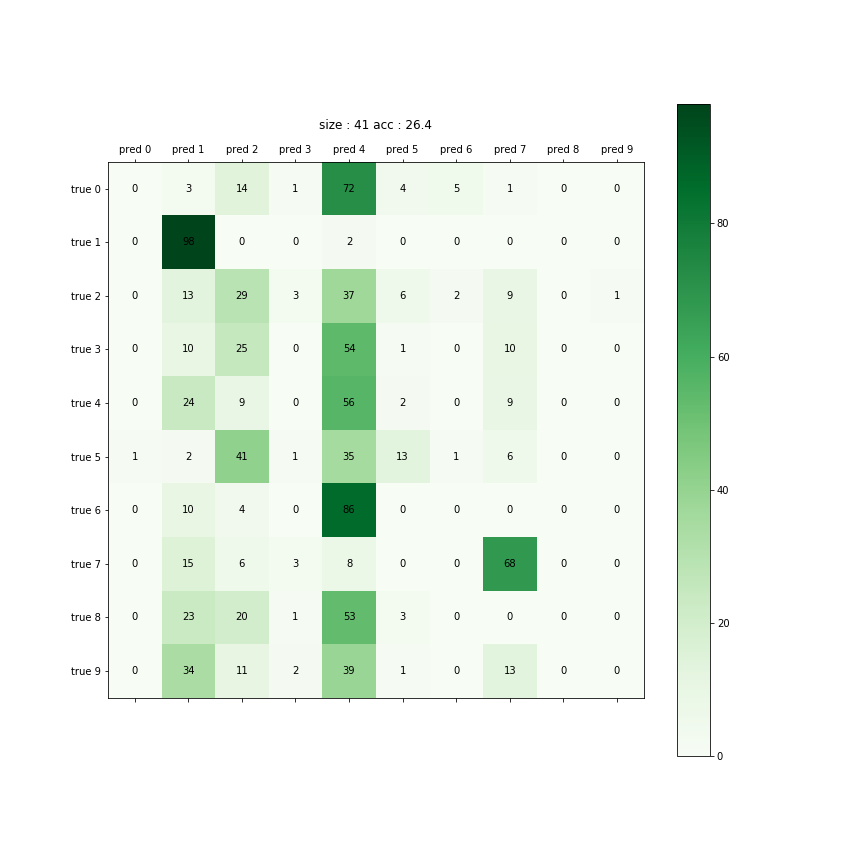 size : 41 acc : 26.4
pred 0 pred 1 pred 2 pred 3 pred 4 pred 5 pred 6 pred 7 pred 8 pred 9
true 0 0 3 14 1 72 4 5 1 0 0
true 1 0 98 0 0 2 0 0 0 0 0
true 2 0 13 29 3 37 6 2 9 0 1
true 3 0 10 25 0 54 1 0 10 0 0
true 4 0 24 9 0 56 2 0 9 0 0
true 5 1 2 41 1 35 13 1 6 0 0
true 6 0 10 4 0 86 0 0 0 0 0
true 7 0 15 6 3 8 0 0 68 0 0
true 8 0 23 20 1 53 3 0 0 0 0
true 9 0 34 11 2 39 1 0 13 0 0
80
60
40
20
0